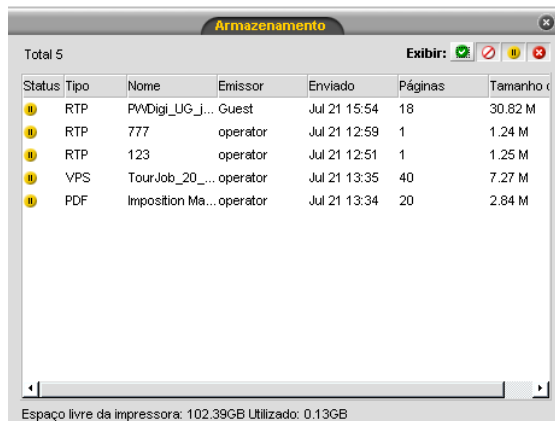 Armazenamento
Total 5 Exibir:
Status Tipo Nome Emissor Enviado Páginas Tamanho
RTP PWDigi_UG_j... Guest Jul 21 15:54 18 30.82 M
RTP 777 operator Jul 21 12:59 1 1.24 M
RTP 123 operator Jul 21 12:51 1 1.25 M
VPS TourJob_20_... operator Jul 21 13:35 40 7.27 M
PDF Imposition Ma... operator Jul 21 13:34 20 2.84 M
Espaço livre da impressora: 102.39GB Utilizado: 0.13GB